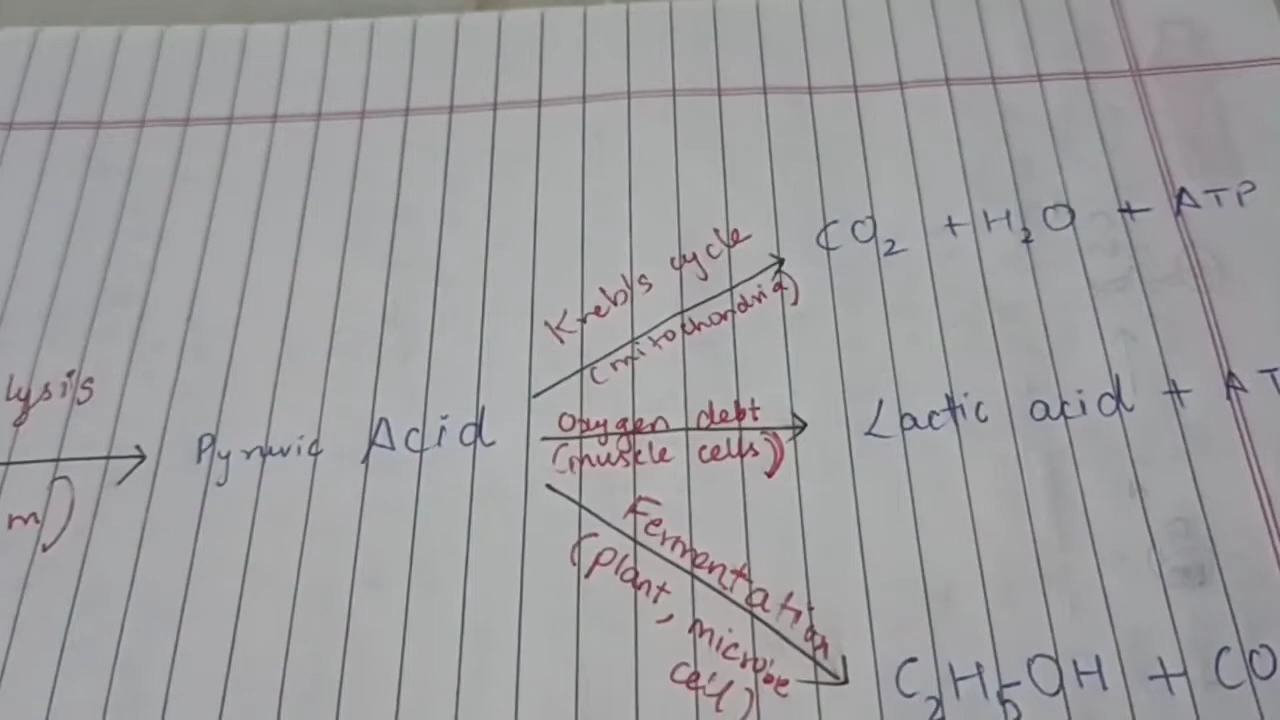 Kreb's cycle
(mitochondria)
CO₂ + H₂O + ATP
lysis
m)
Pyruvic Acid
Oxygen debt
(muscle cells)
Lactic acid + AT
Fermentation
(plant, microbe
cell)
C₂H₅OH + CO